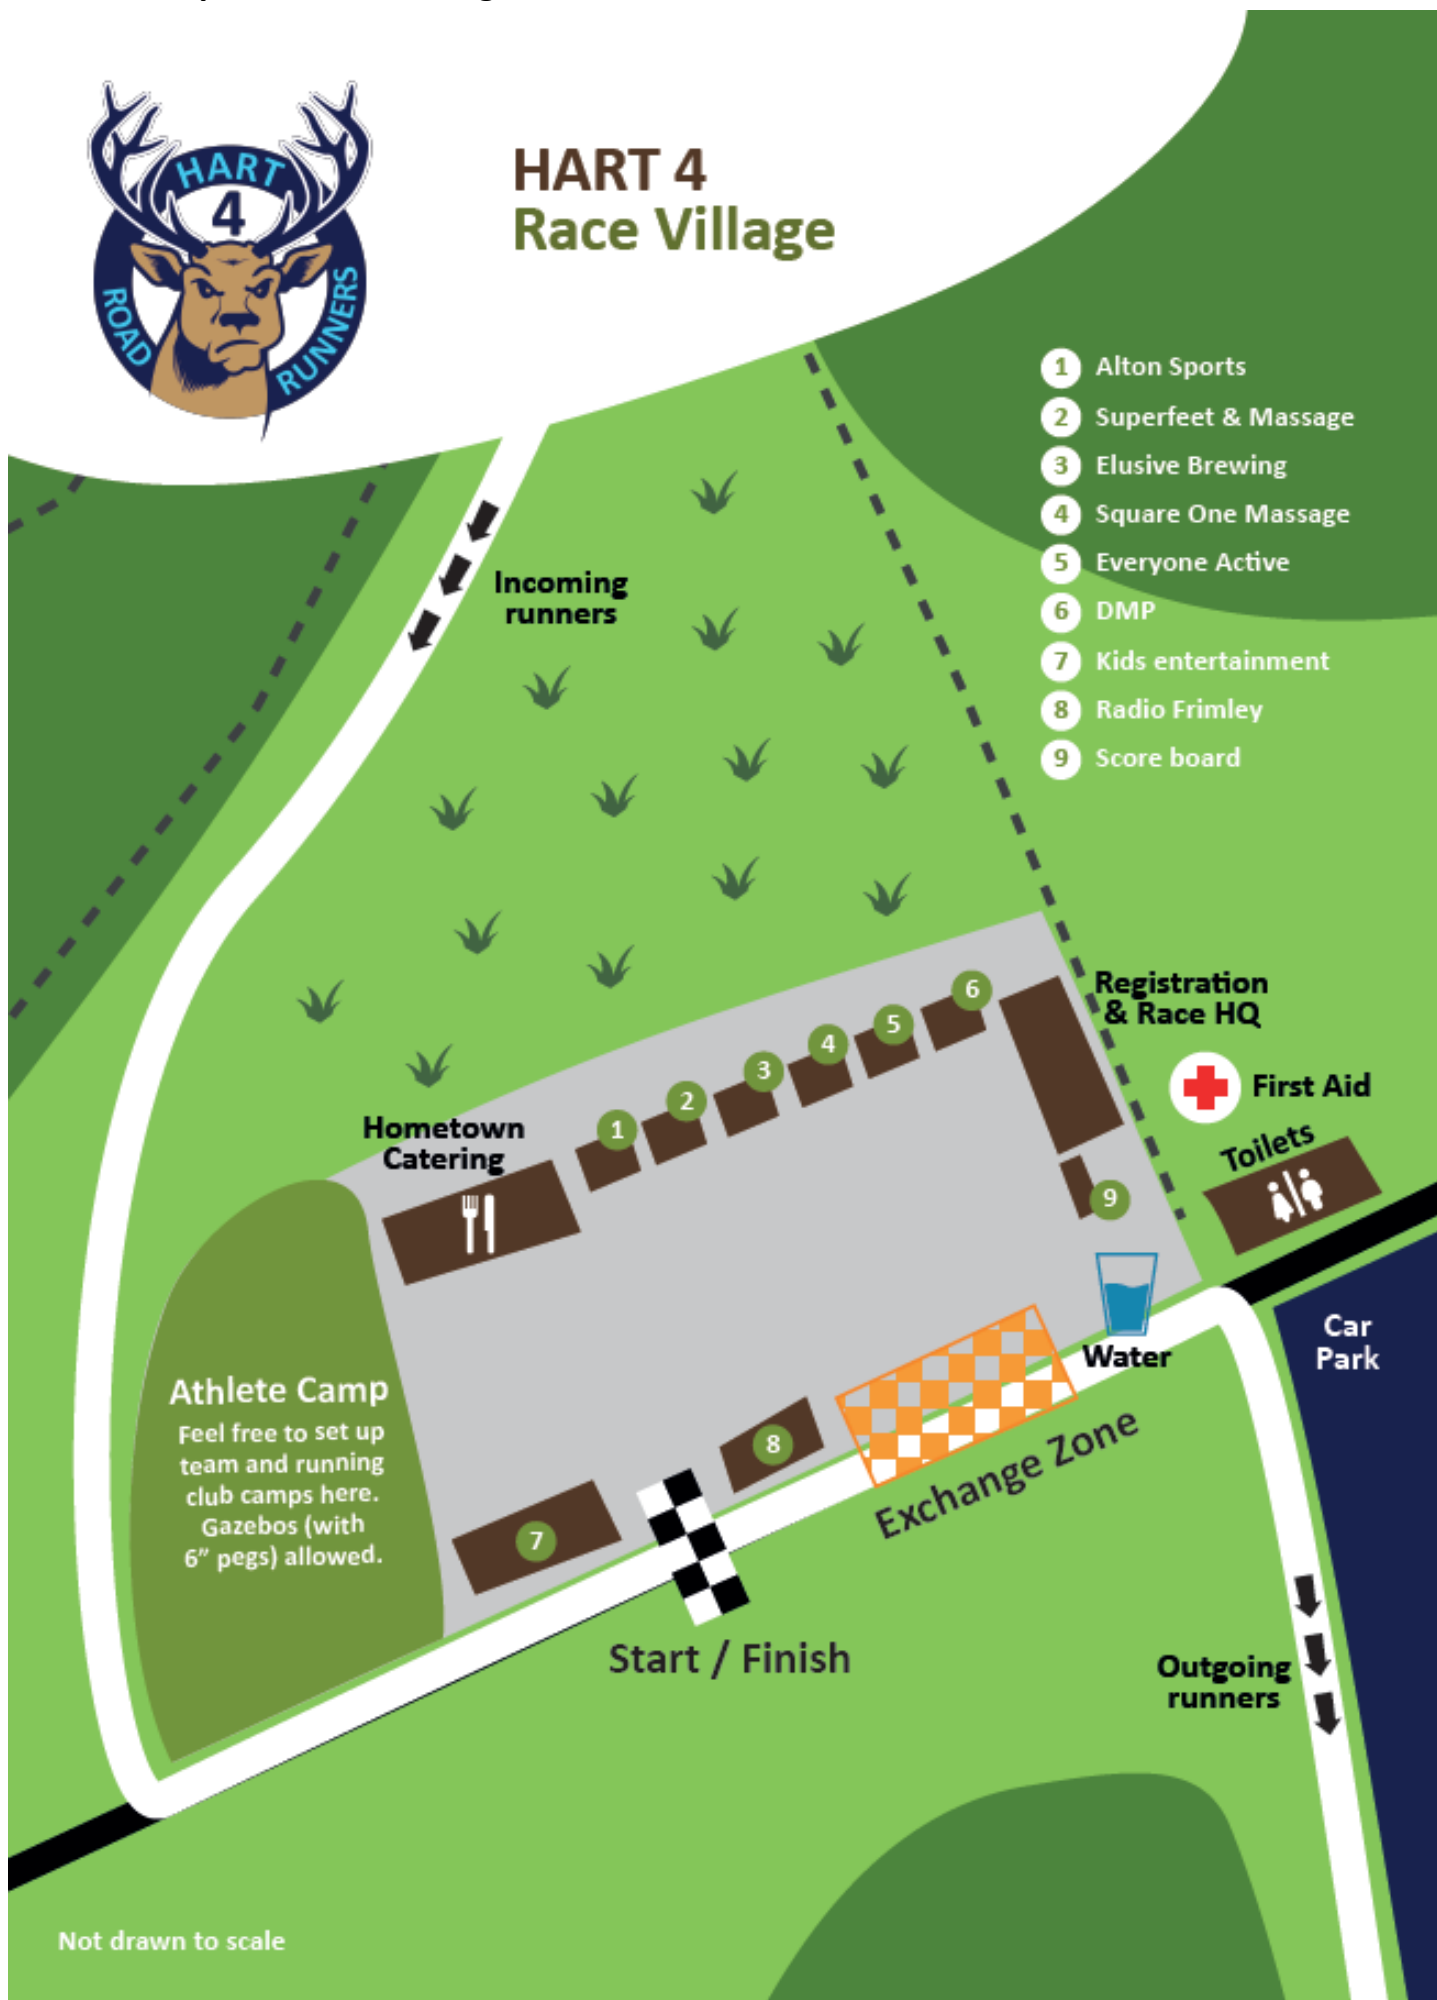 HART
4
ROAD
RUNNERS
HART 4
Race Village
1 Alton Sports
2 Superfeet & Massage
3 Elusive Brewing
4 Square One Massage
5 Everyone Active
6 DMP
7 Kids entertainment
8 Radio Frimley
9 Score board
Incoming
runners
Registration
& Race HQ
First Aid
Toilets
6
5
4
3
2
1
Hometown
Catering
9
Water
Car
Park
Athlete Camp
Feel free to set up
team and running
club camps here.
Gazebos (with
6” pegs) allowed.
8
7
Exchange Zone
Start / Finish
Outgoing
runners
Not drawn to scale